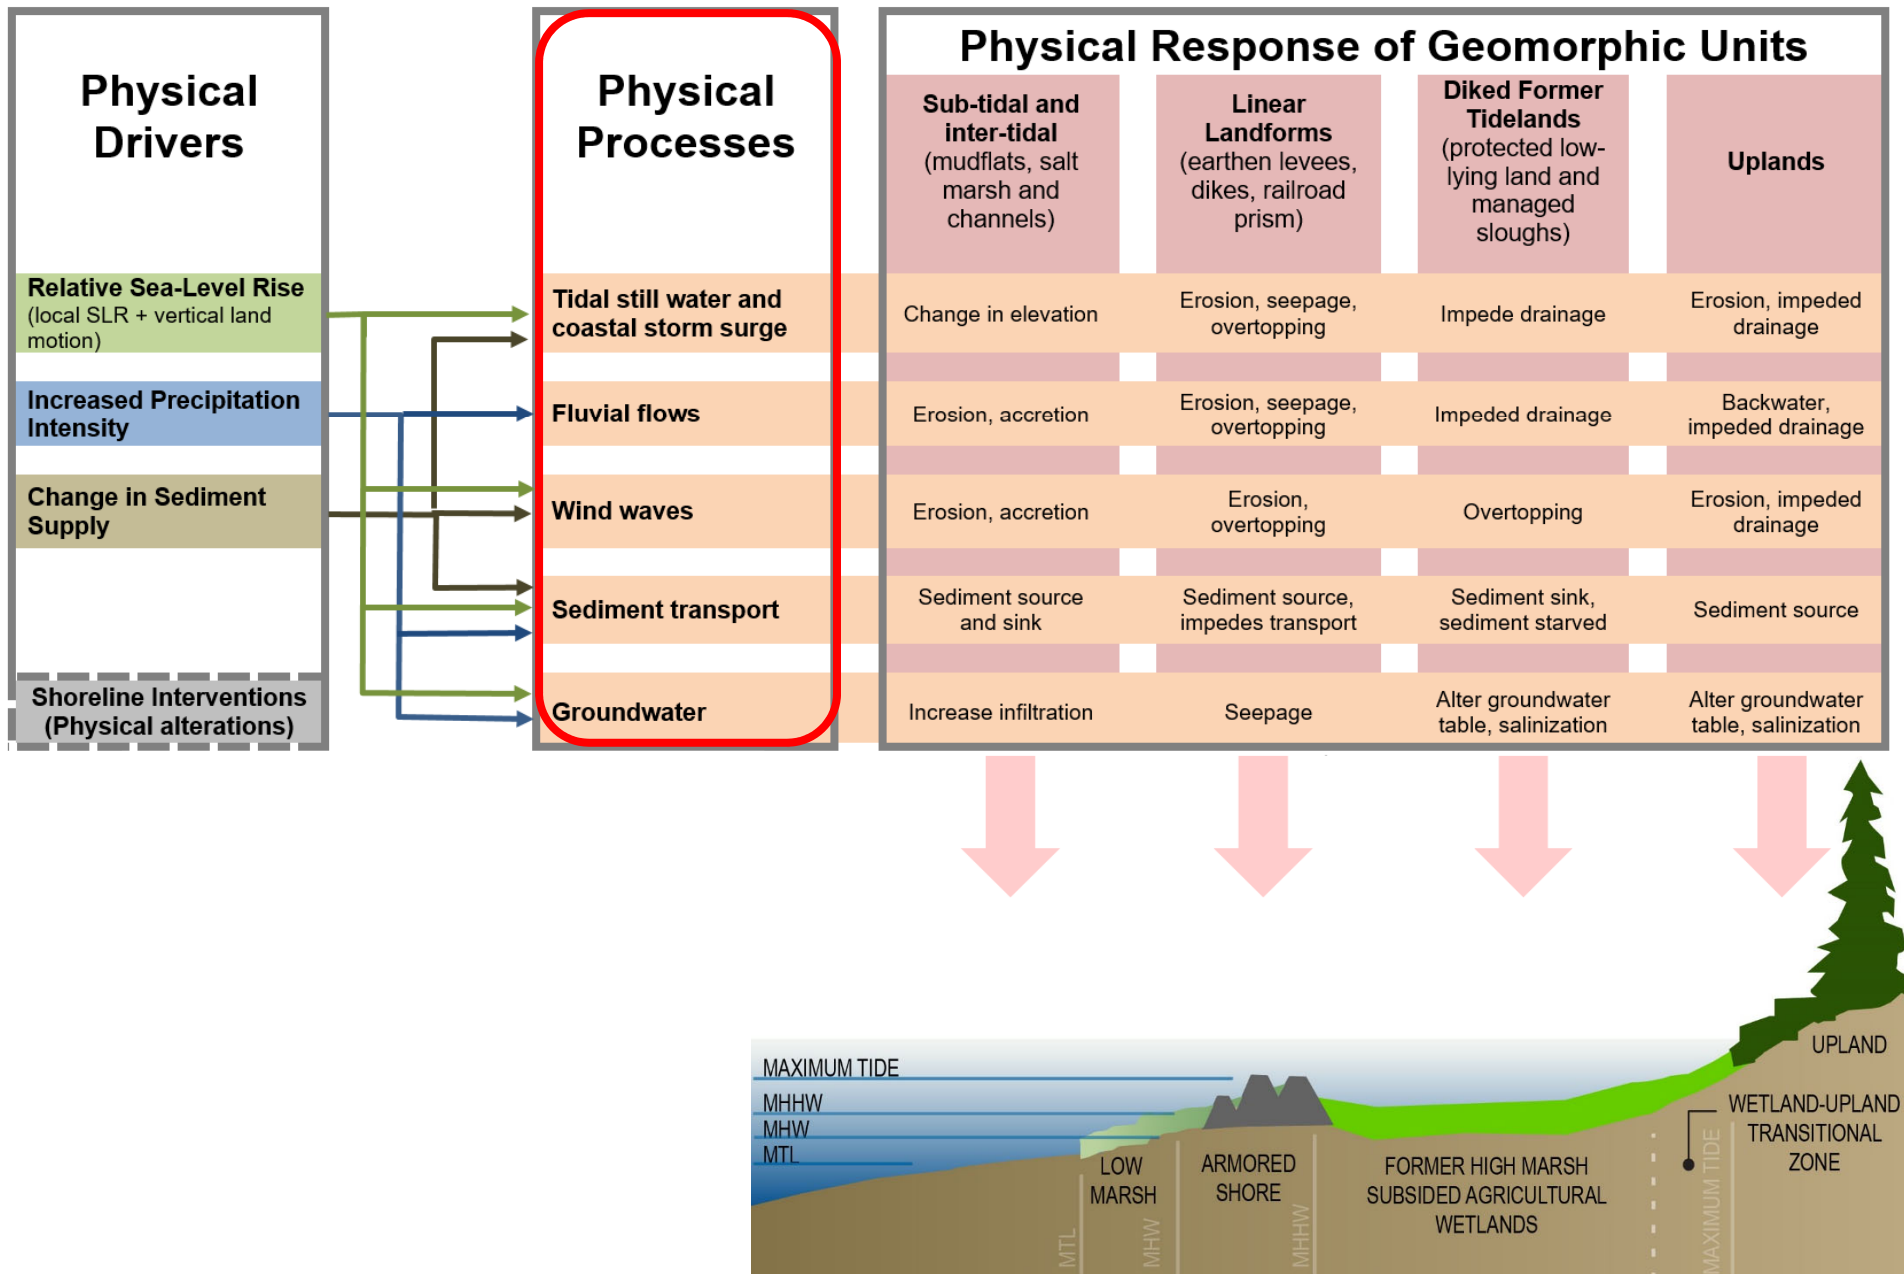 Physical
Drivers
Relative Sea-Level Rise
(local SLR + vertical land
motion)
Increased Precipitation
Intensity
Change in Sediment
Supply
Shoreline Interventions
(Physical alterations)
Physical
Processes
Tidal still water and
coastal storm surge
Fluvial flows
Wind waves
Sediment transport
Groundwater
Physical Response of Geomorphic Units
Sub-tidal and
inter-tidal
(mudflats, salt
marsh and
channels)
Linear
Landforms
(earthen levees,
dikes, railroad
prism)
Diked Former
Tidelands
(protected low-
lying land and
managed
sloughs)
Uplands
Change in elevation
Erosion, seepage,
overtopping
Impede drainage
Erosion, impeded
drainage
Erosion, accretion
Erosion, seepage,
overtopping
Impeded drainage
Backwater,
impeded drainage
Erosion, accretion
Erosion,
overtopping
Overtopping
Erosion, impeded
drainage
Sediment source
and sink
Sediment source,
impedes transport
Sediment sink,
sediment starved
Sediment source
Increase infiltration
Seepage
Alter groundwater
table, salinization
Alter groundwater
table, salinization
MAXIMUM TIDE
MHHW
MHW
MTL
LOW
MARSH
ARMORED
SHORE
FORMER HIGH MARSH
SUBSIDED AGRICULTURAL
WETLANDS
UPLAND
WETLAND-UPLAND
TRANSITIONAL
ZONE
MTL
MHW
MHHW
MAXIMUM TIDE